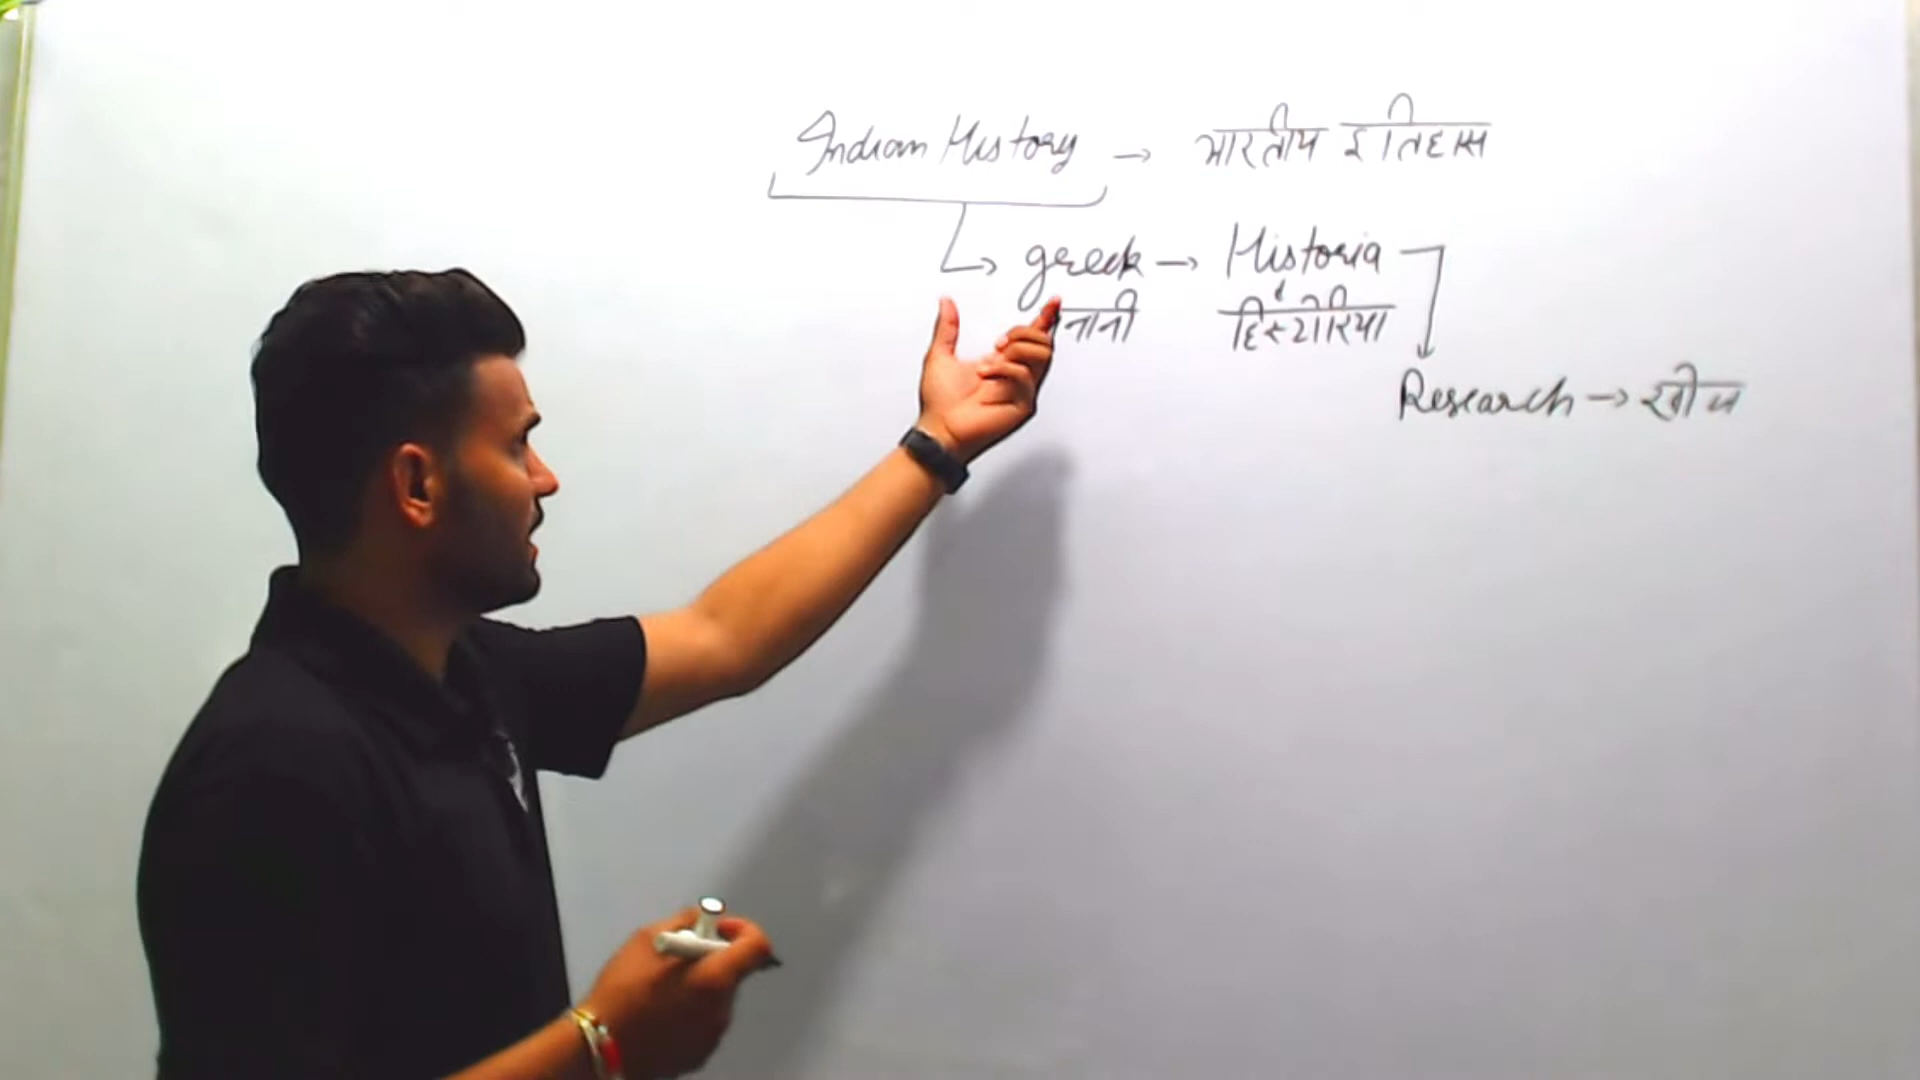 Indian History → भारतीय इतिहास
greek → Historia
हिस्टोरिया
Research → खोज